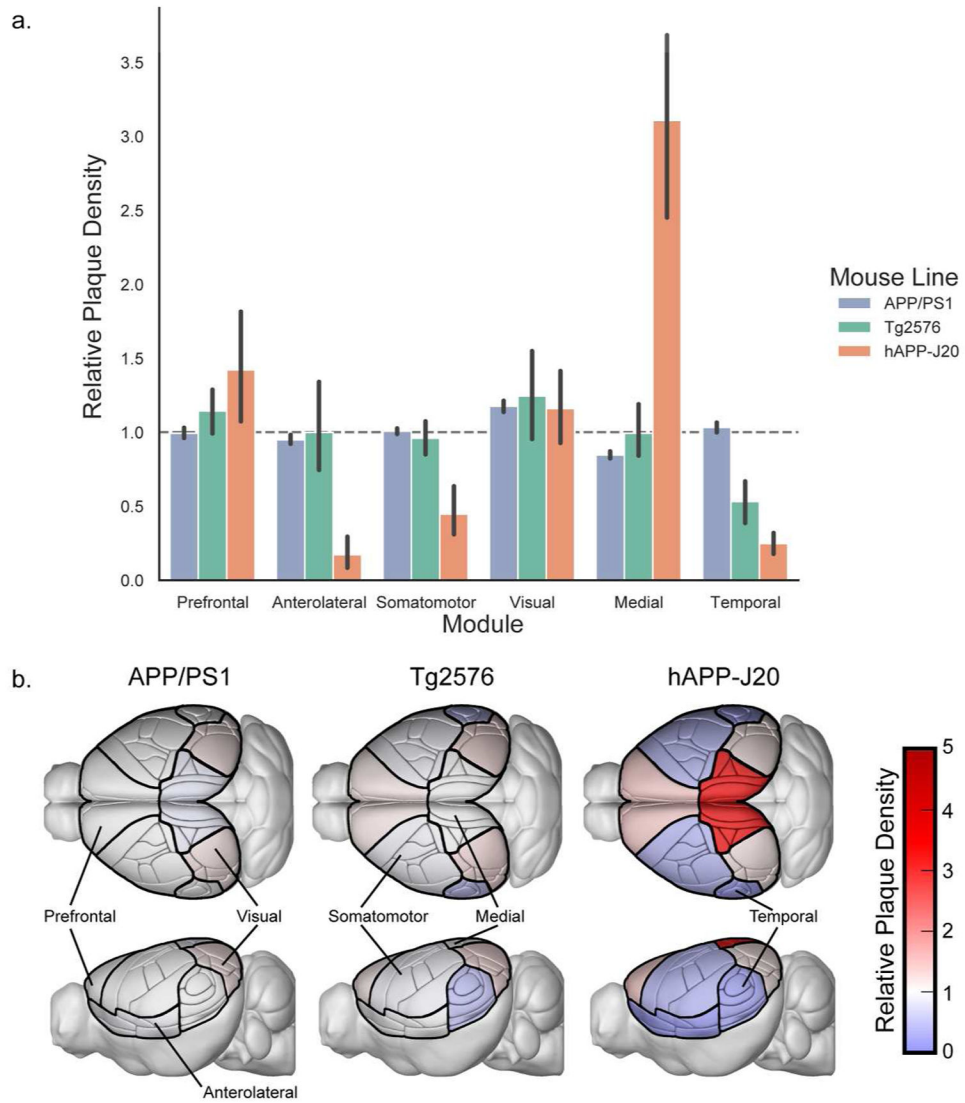 a.
3.5
3.0
2.5
2.0
1.5
1.0
0.5
0.0
Relative Plaque Density
Mouse Line
APP/PS1
Tg2576
hAPP-J20
Prefrontal Anterolateral Somatomotor Visual Medial Temporal
Module
b.
APP/PS1 Tg2576 hAPP-J20
Prefrontal Visual Somatomotor Medial Temporal
Anterolateral
Relative Plaque Density
5
4
3
2
1
0